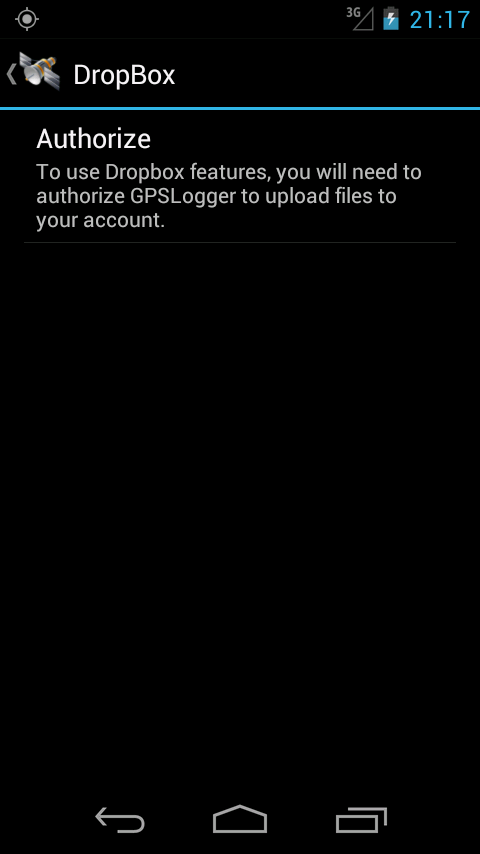 3G
21:17
DropBox
Authorize
To use Dropbox features, you will need to
authorize GPSLogger to upload files to
your account.